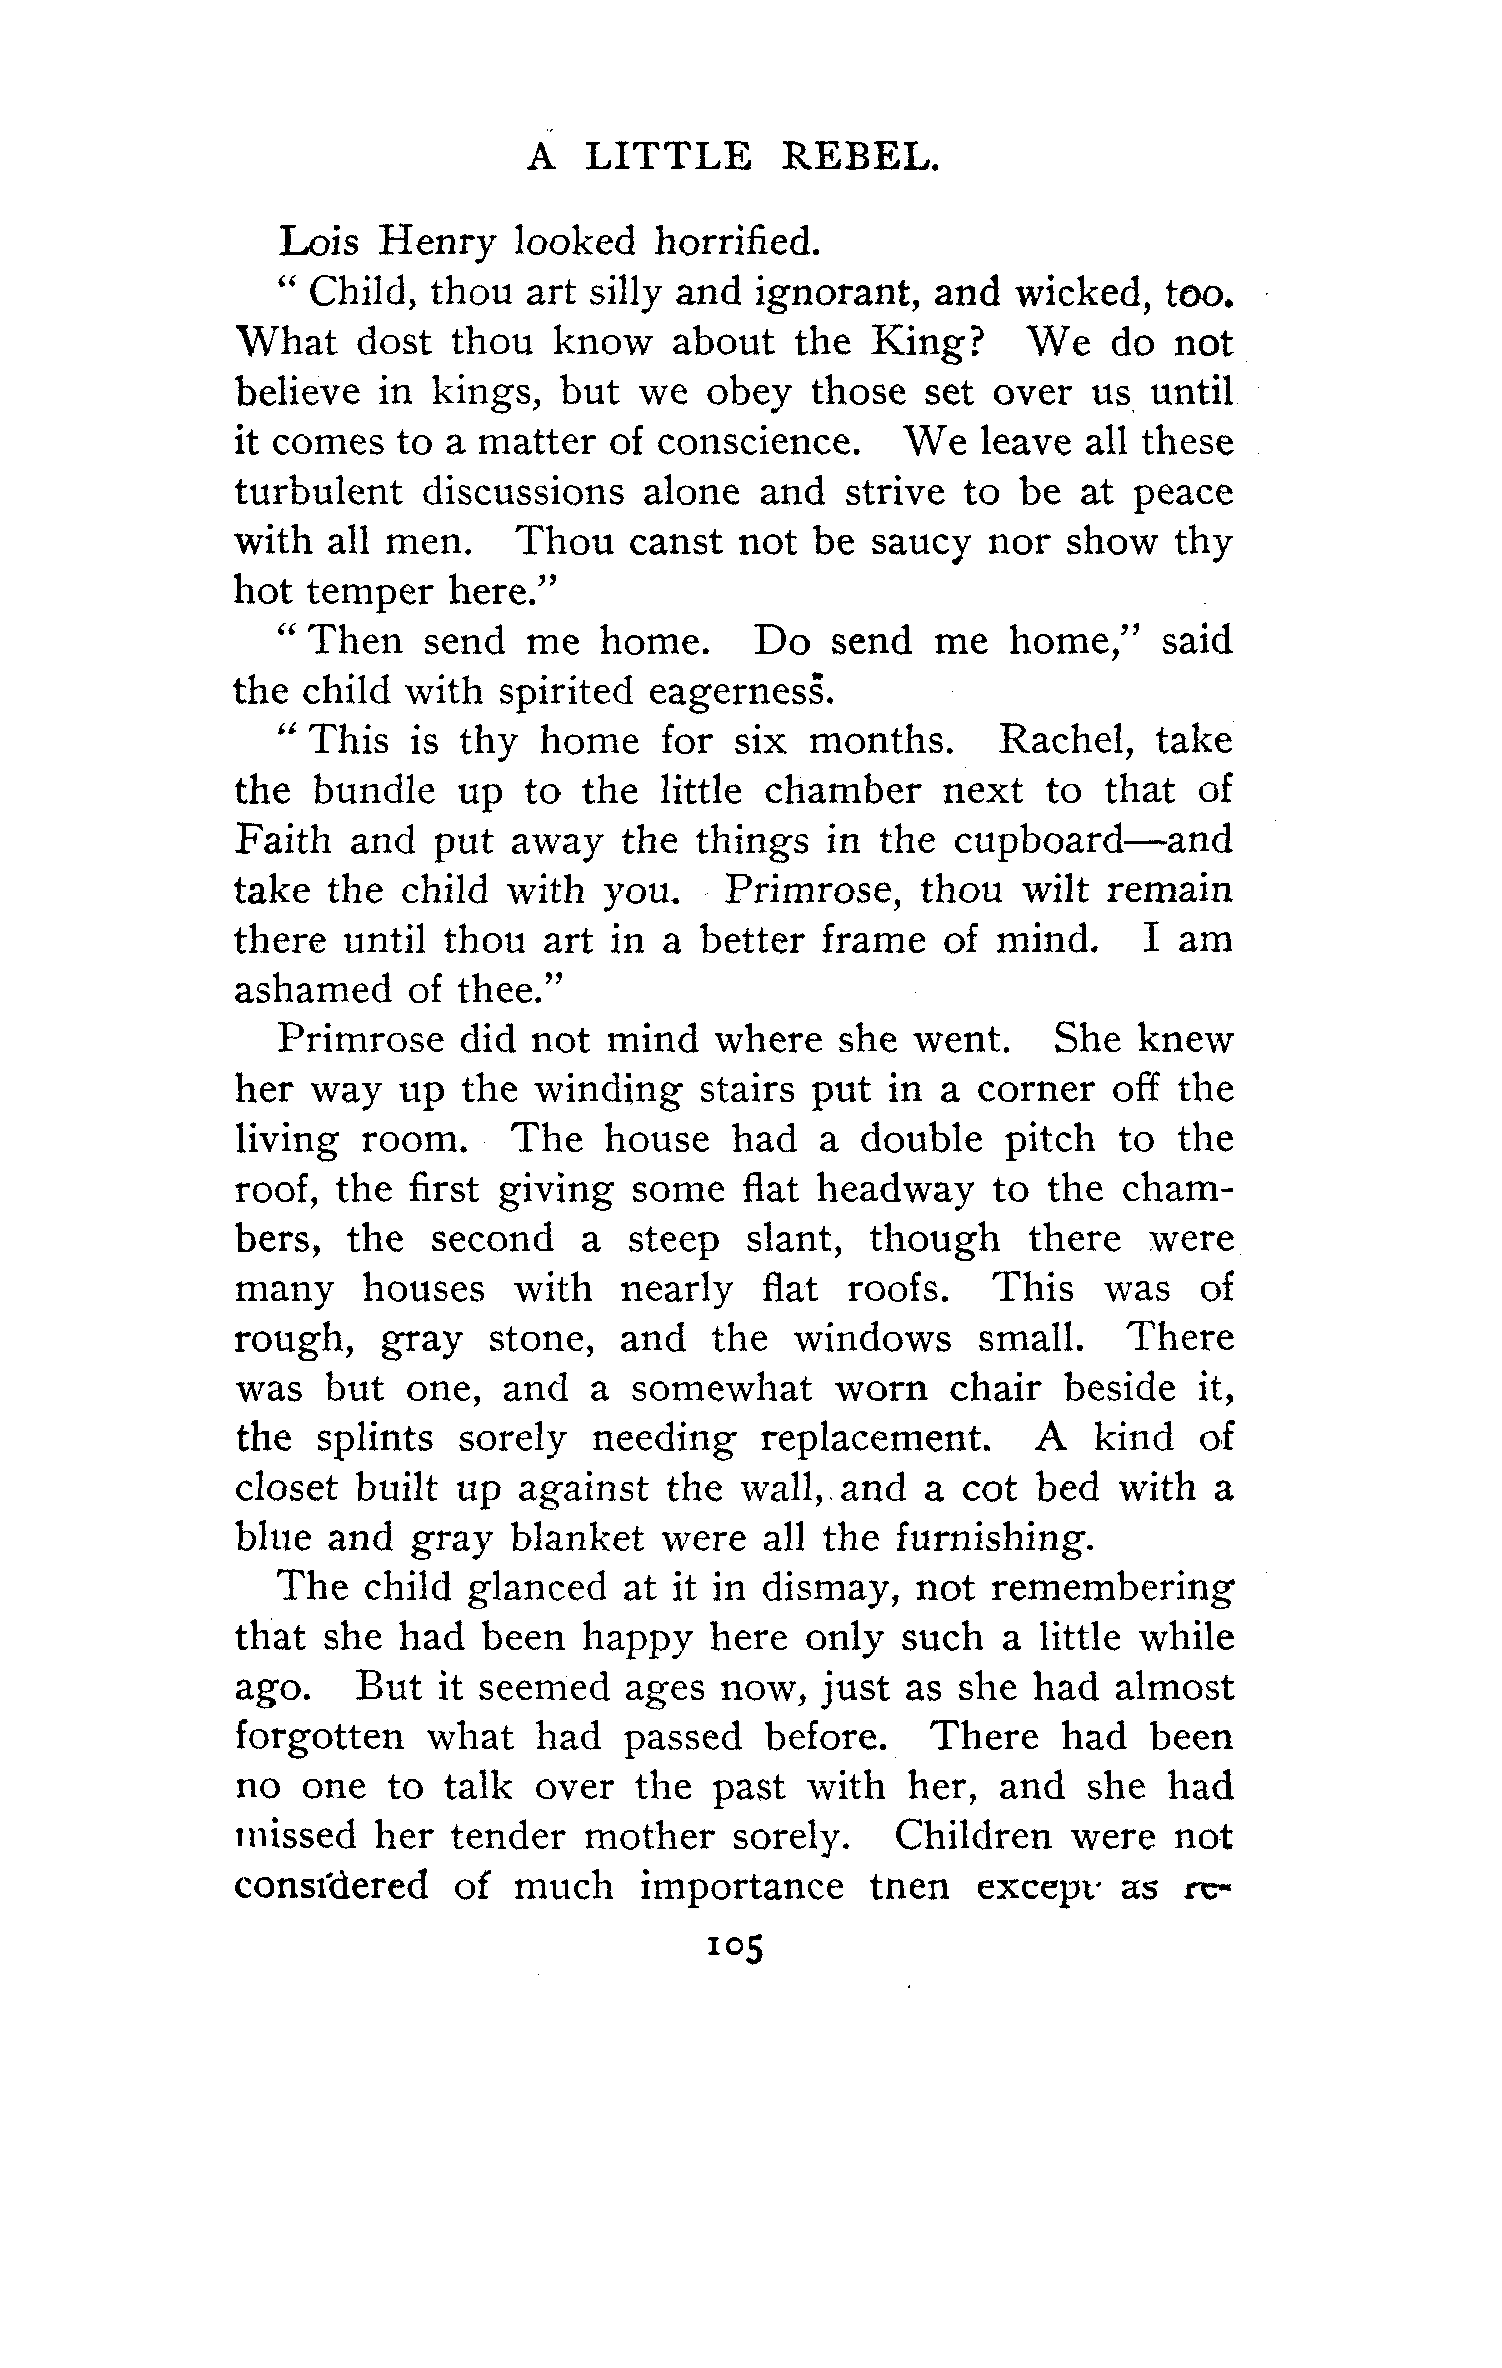 A LITTLE REBEL.
Lois Henry looked horrified.
“ Child, thou art silly and ignorant, and wicked, too.
What dost thou know about the King? We do not
believe in kings, but we obey those set over us until
it comes to a matter of conscience. We leave all these
turbulent discussions alone and strive to be at peace
with all men. Thou canst not be saucy nor show thy
hot temper here.”
“ Then send me home. Do send me home,” said
the child with spirited eagerness.
“ This is thy home for six months. Rachel, take
the bundle up to the little chamber next to that of
Faith and put away the things in the cupboard—and
take the child with you. Primrose, thou wilt remain
there until thou art in a better frame of mind. I am
ashamed of thee.”
Primrose did not mind where she went. She knew
her way up the winding stairs put in a corner off the
living room. The house had a double pitch to the
roof, the first giving some flat headway to the cham-
bers, the second a steep slant, though there were
many houses with nearly flat roofs. This was of
rough, gray stone, and the windows small. There
was but one, and a somewhat worn chair beside it,
the splints sorely needing replacement. A kind of
closet built up against the wall, and a cot bed with a
blue and gray blanket were all the furnishing.
The child glanced at it in dismay, not remembering
that she had been happy here only such a little while
ago. But it seemed ages now, just as she had almost
forgotten what had passed before. There had been
no one to talk over the past with her, and she had
missed her tender mother sorely. Children were not
considered of much importance then except as re-
105